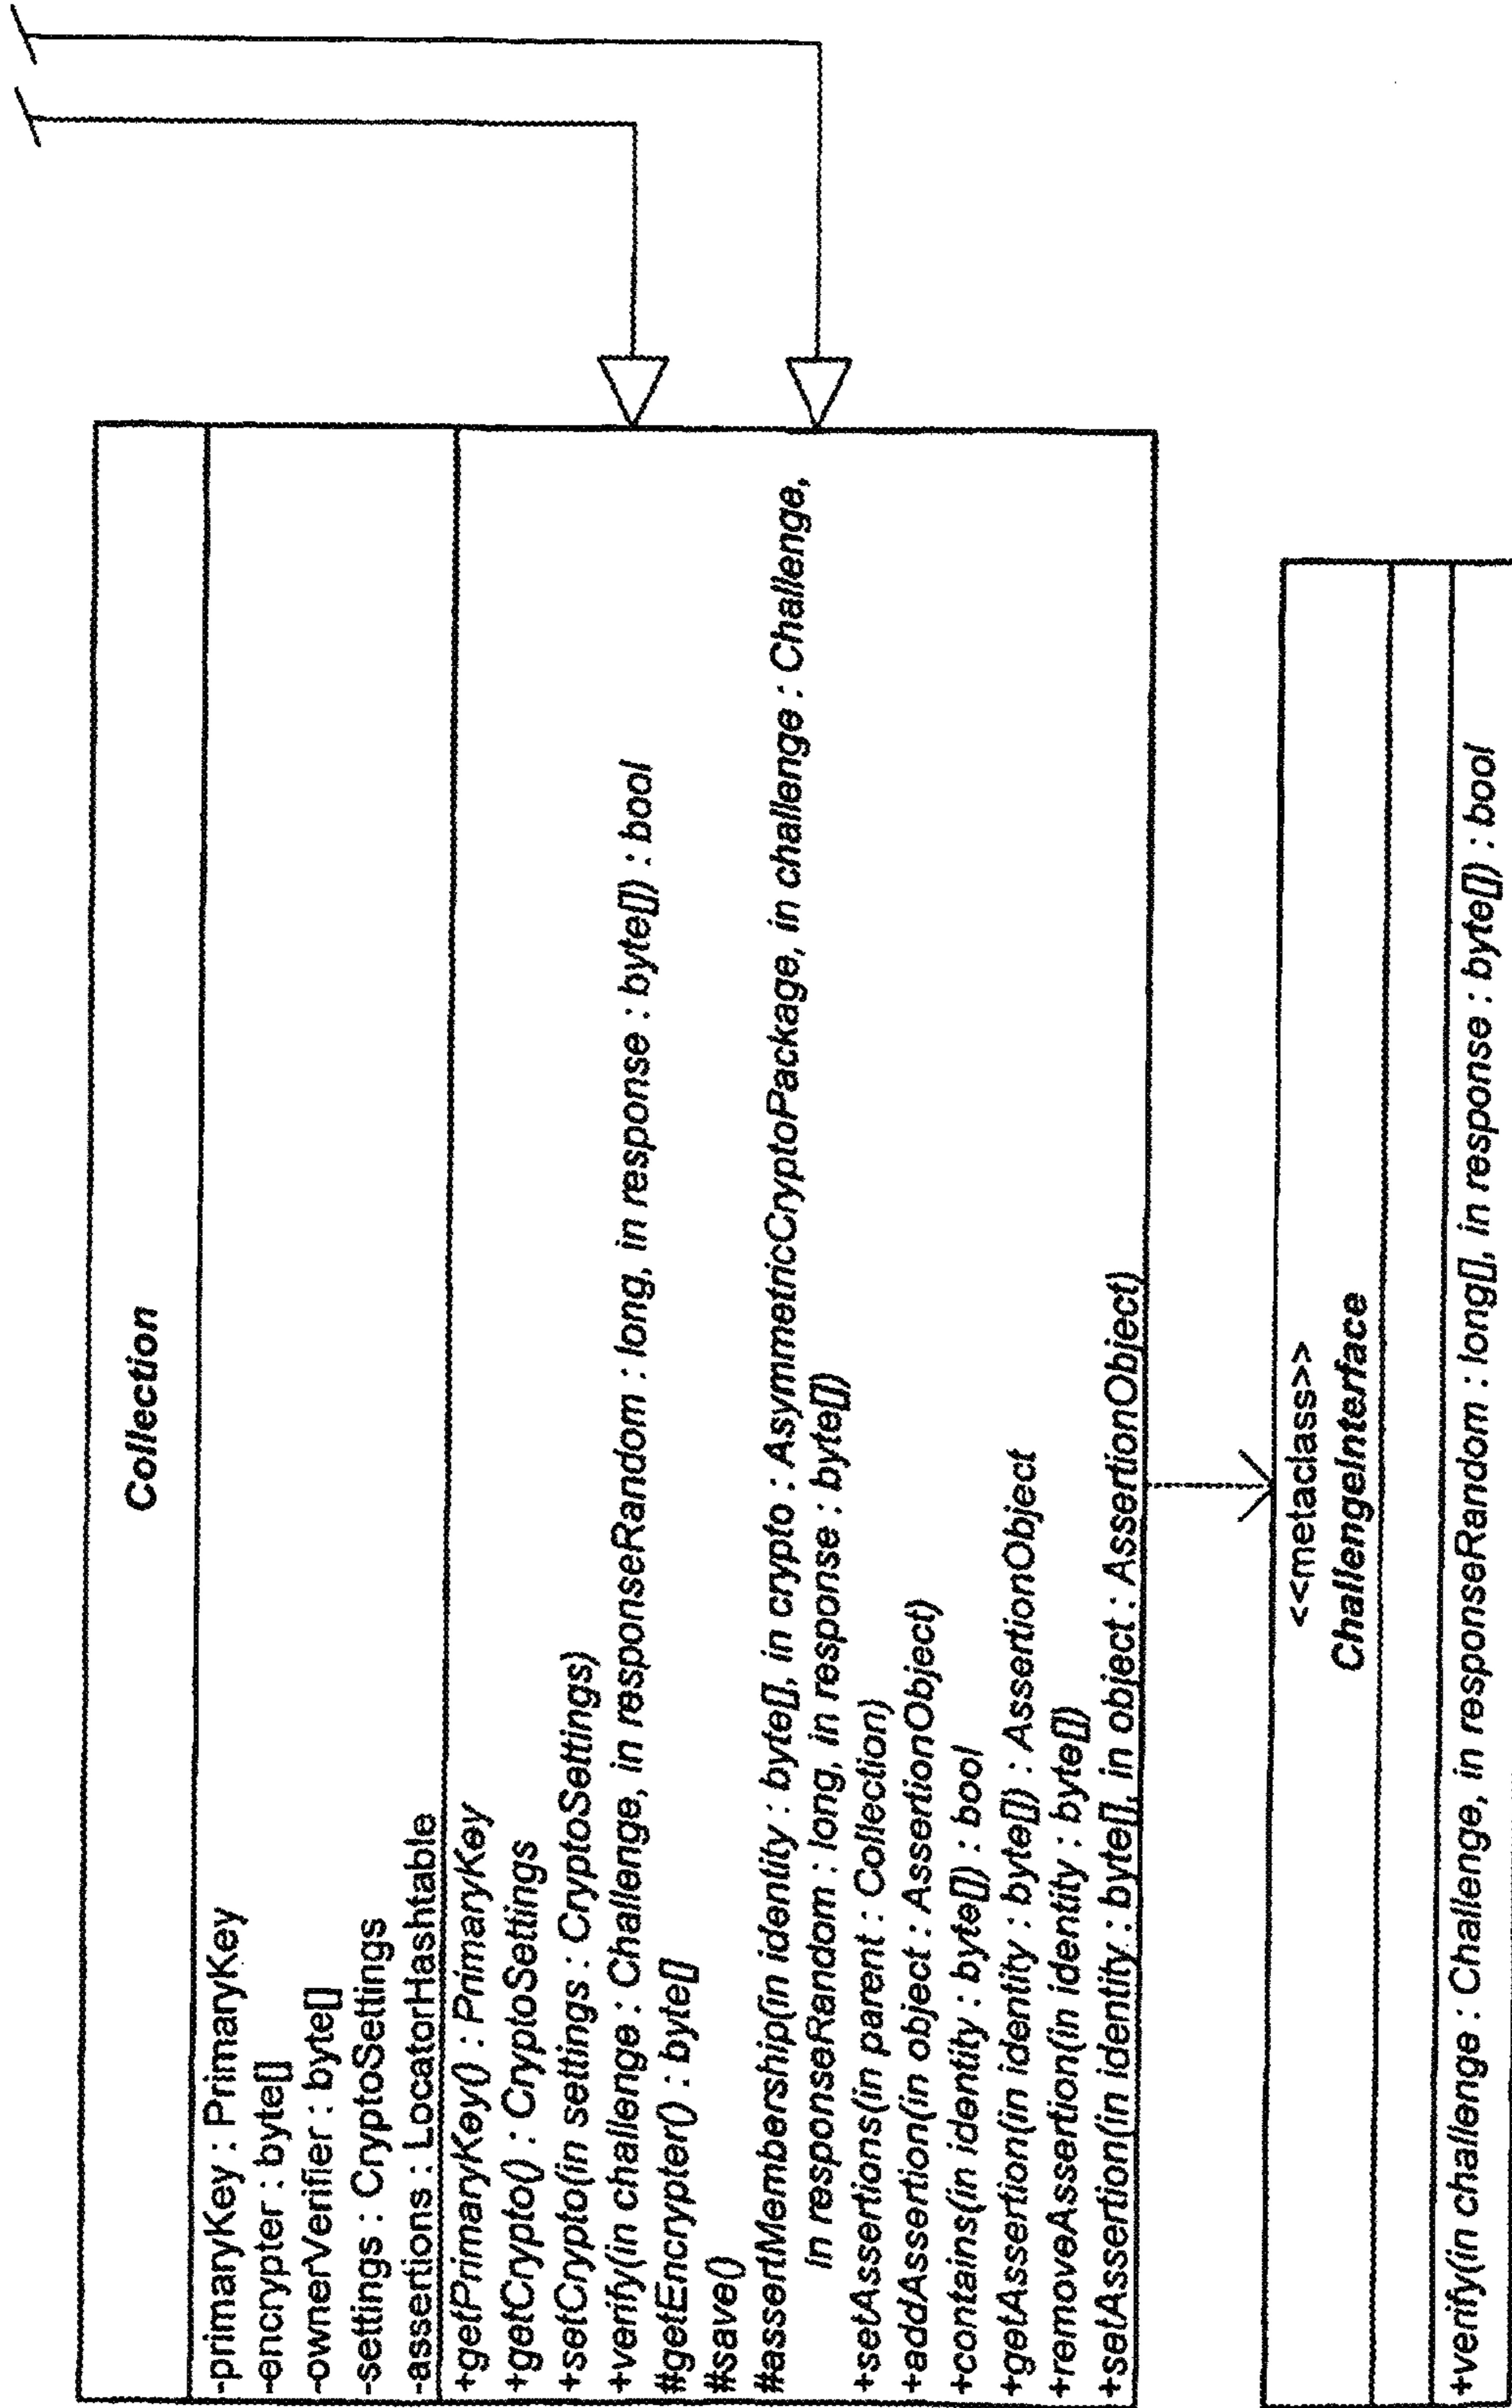 Collection
-primaryKey : PrimaryKey
-encrypter : byte[]
-ownerVerifier : byte[]
-settings : CryptoSettings
-assertions : LocatorHashtable
+getPrimaryKey() : PrimaryKey
+getCrypto() : CryptoSettings
+setCrypto(in settings : CryptoSettings)
+verify(in challenge : Challenge, in responseRandom : long, in response : byte[]) : bool
#getEncrypter() : byte[]
#save()
#assertMembership(in identity : byte[], in crypto : AsymmetricCryptoPackage, in challenge : Challenge,
in responseRandom : long, in response : byte[])
+setAssertions(in parent : Collection)
+addAssertion(in object : AssertionObject)
+contains(in identity : byte[]) : bool
+getAssertion(in identity : byte[]) : AssertionObject
+removeAssertion(in identity : byte[])
+setAssertion(in identity : byte[], in object : AssertionObject)
<<metaclass>>
ChallengeInterface
+verify(in challenge : Challenge, in responseRandom : long[], in response : byte[]) : bool